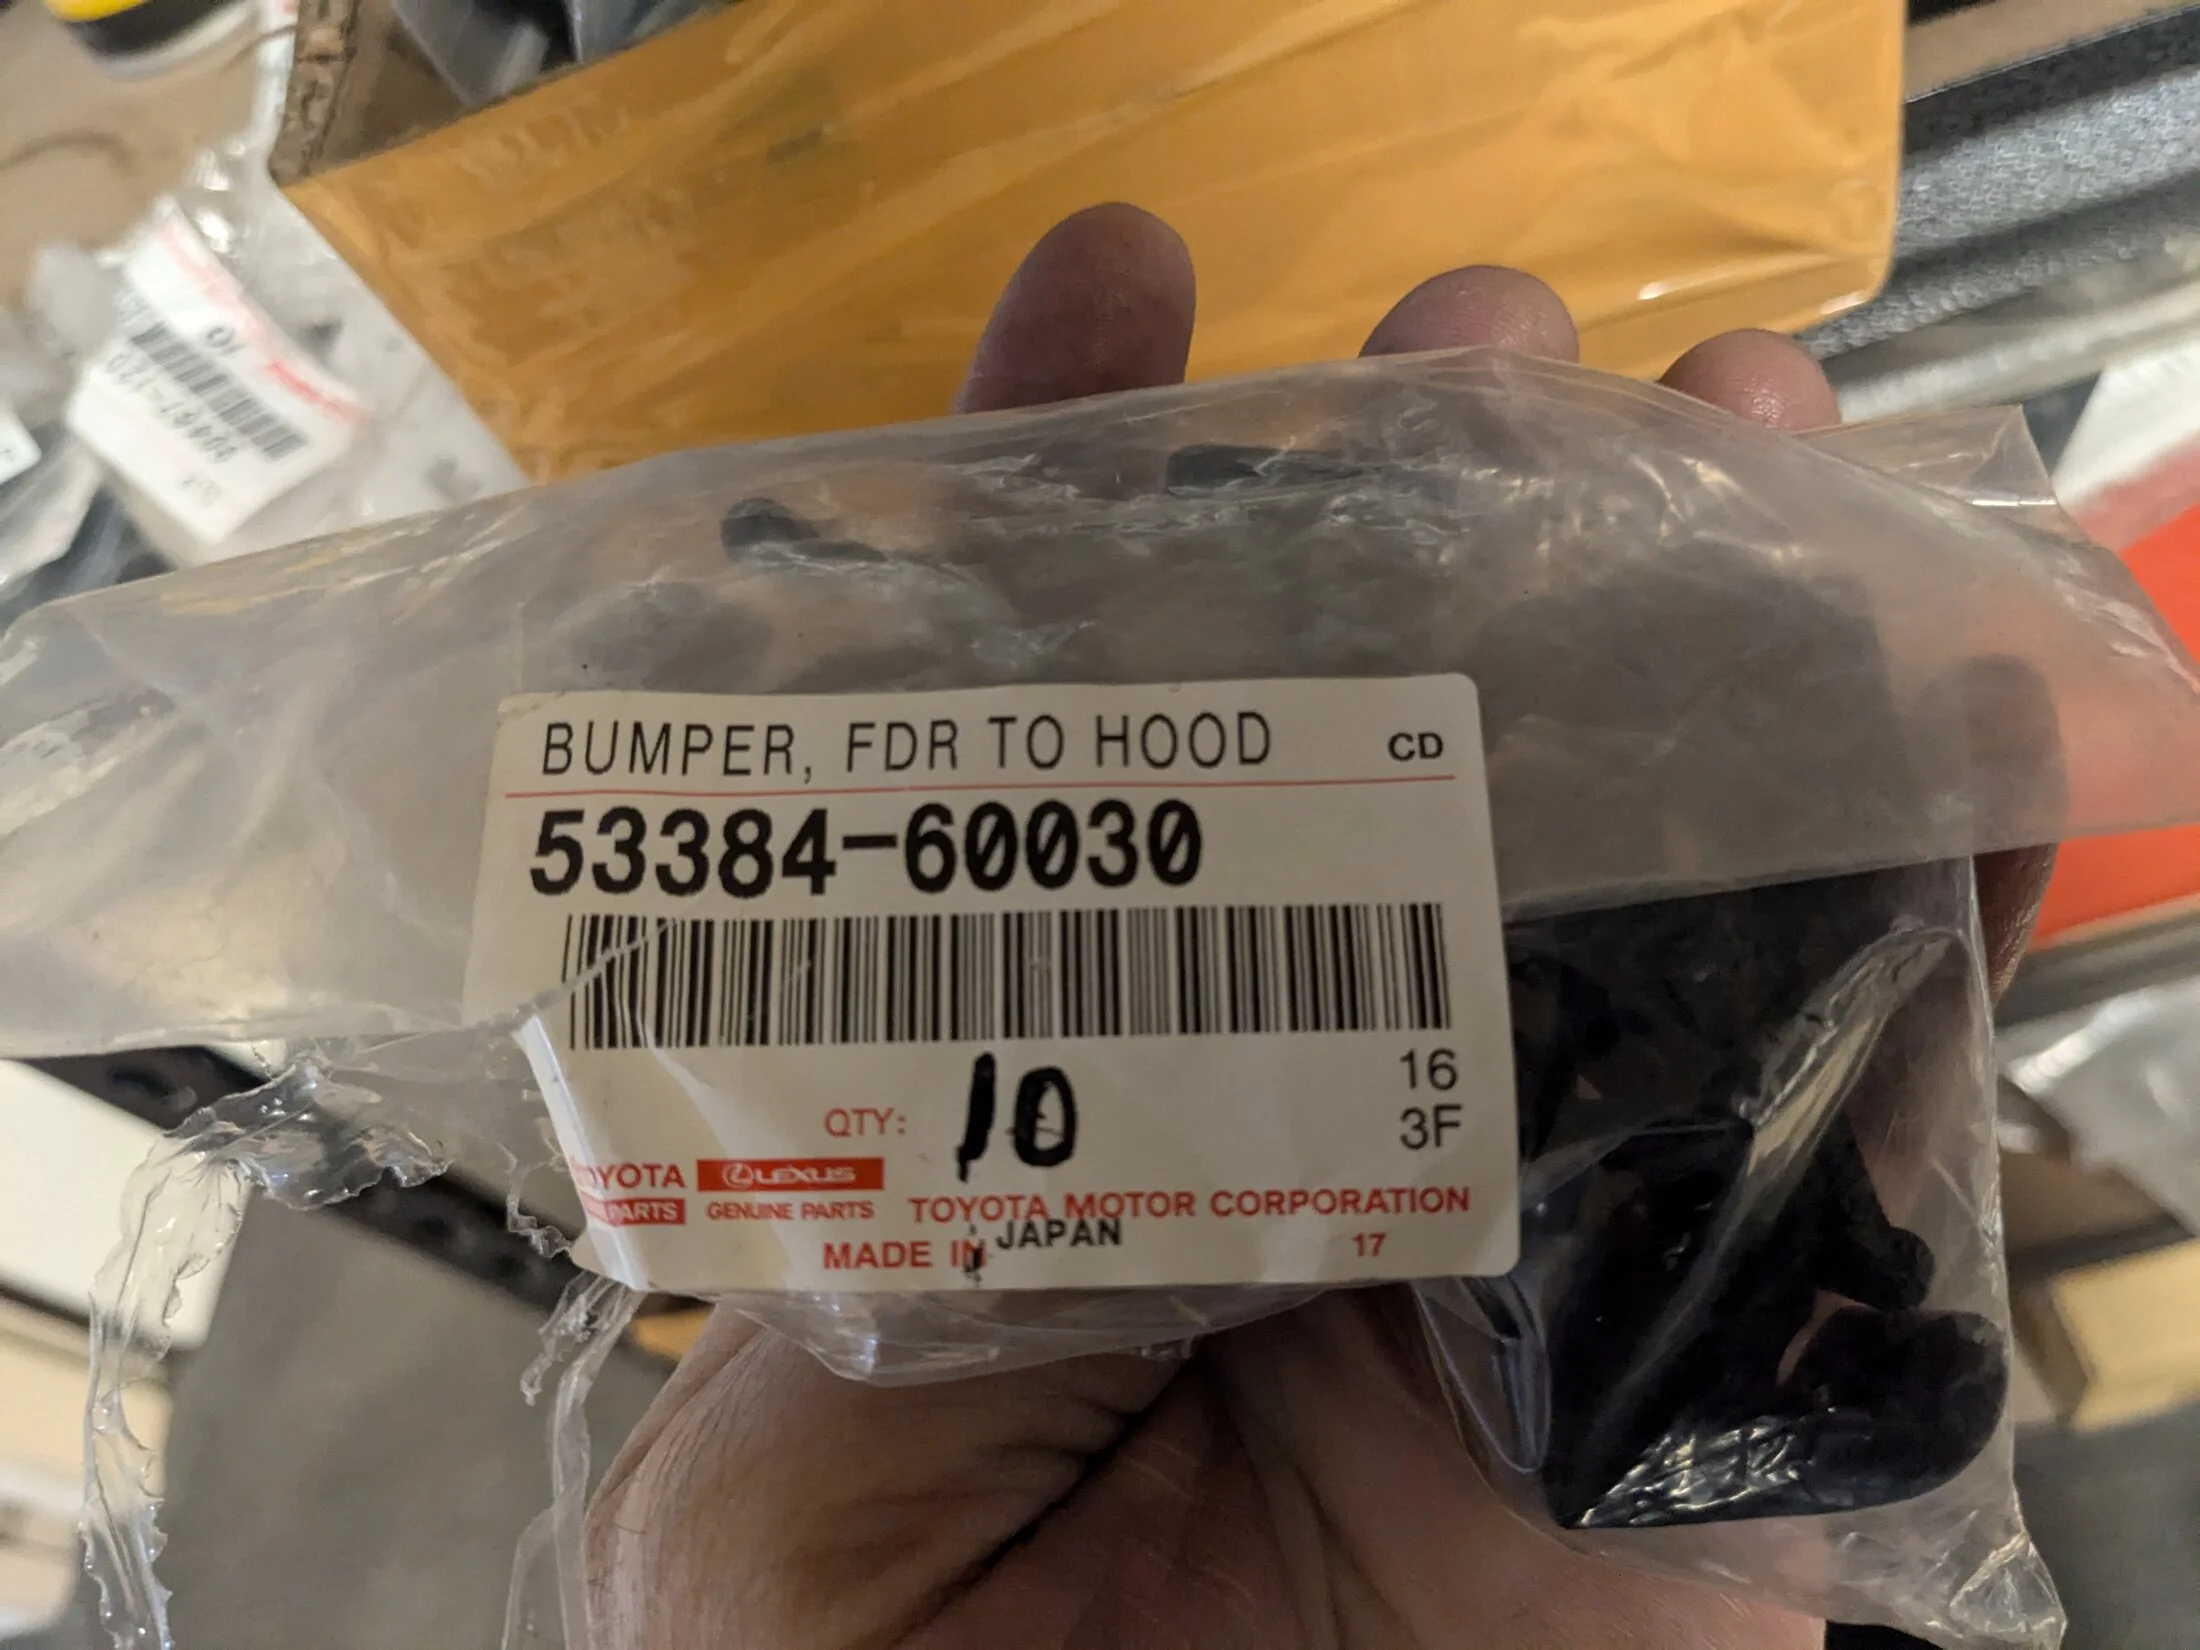 BUMPER, FDR TO HOOD CD
53384-60030
16
QTY: 10 3F
TOYOTA LEXUS
PARTS GENUINE PARTS TOYOTA MOTOR CORPORATION
MADE IN JAPAN 17